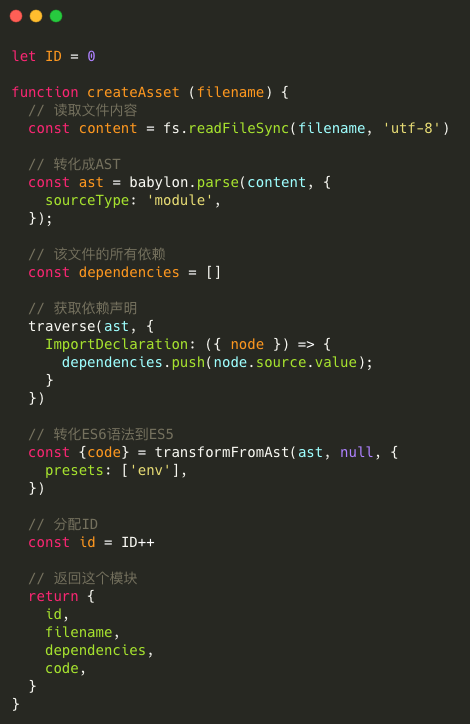 let ID = 0
function createAsset (filename) {
// 读取文件内容
const content = fs.readFileSync(filename, 'utf-8')
// 转化成AST
const ast = babylon.parse(content, {
sourceType: 'module',
});
// 该文件的所有依赖
const dependencies = []
// 获取依赖声明
traverse(ast, {
ImportDeclaration: ({ node }) => {
dependencies.push(node.source.value);
}
})
// 转化ES6语法到ES5
const {code} = transformFromAst(ast, null, {
presets: ['env'],
})
// 分配ID
const id = ID++
// 返回这个模块
return {
id,
filename,
dependencies,
code,
}
}